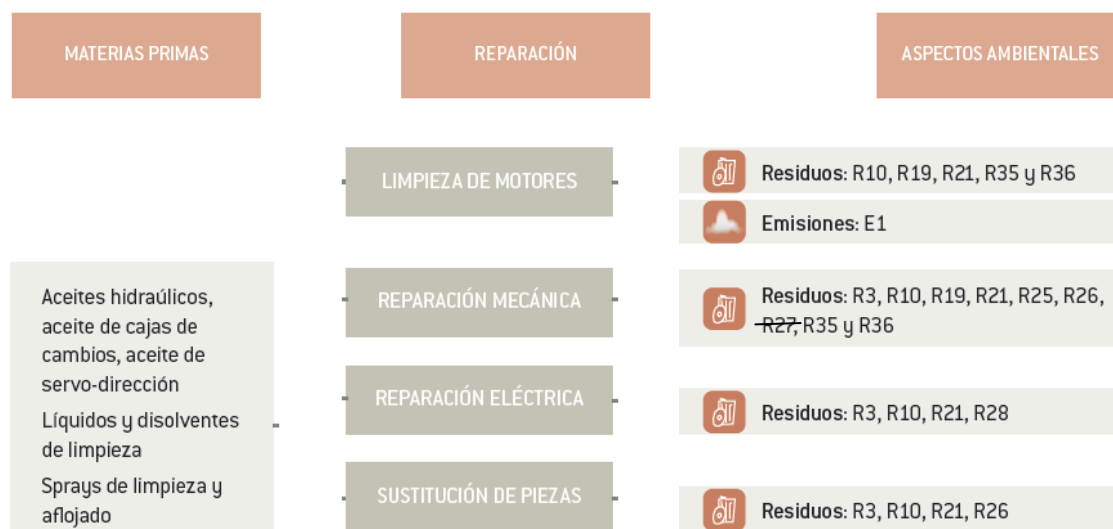 MATERIAS PRIMAS
REPARACIÓN
ASPECTOS AMBIENTALES
LIMPIEZA DE MOTORES
Residuos: R10, R19, R21, R35 y R36
Emisiones: E1
Aceites hidraúlicos,
aceite de cajas de
cambios, aceite de
servo-dirección
Líquidos y disolventes
de limpieza
Sprays de limpieza y
aflojado
REPARACIÓN MECÁNICA
Residuos: R3, R10, R19, R21, R25, R26,
R27, R35 y R36
REPARACIÓN ELÉCTRICA
Residuos: R3, R10, R21, R28
SUSTITUCIÓN DE PIEZAS
Residuos: R3, R10, R21, R26